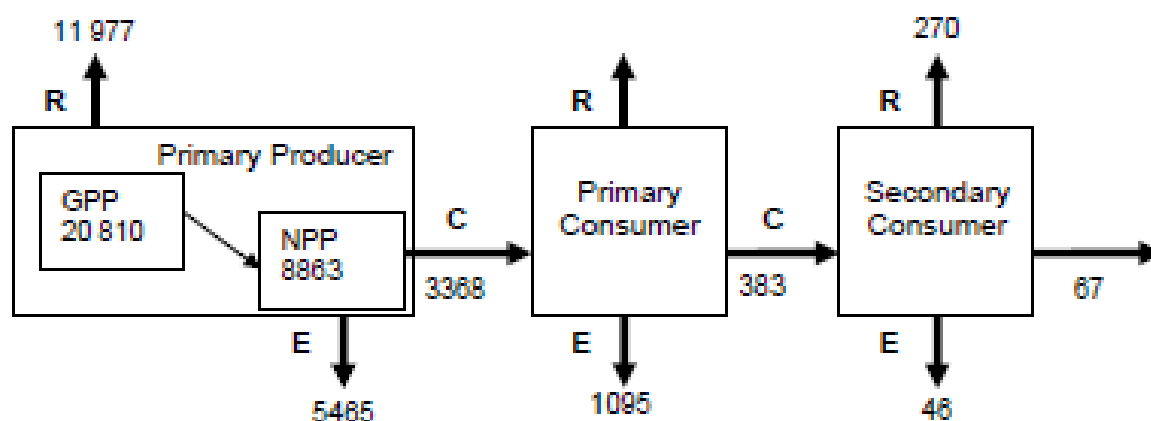 11 977
270
R
R
R
Primary Producer
GPP
20 810
NPP
8863
C
3368
Primary
Consumer
C
383
Secondary
Consumer
67
E
5465
E
1095
E
46